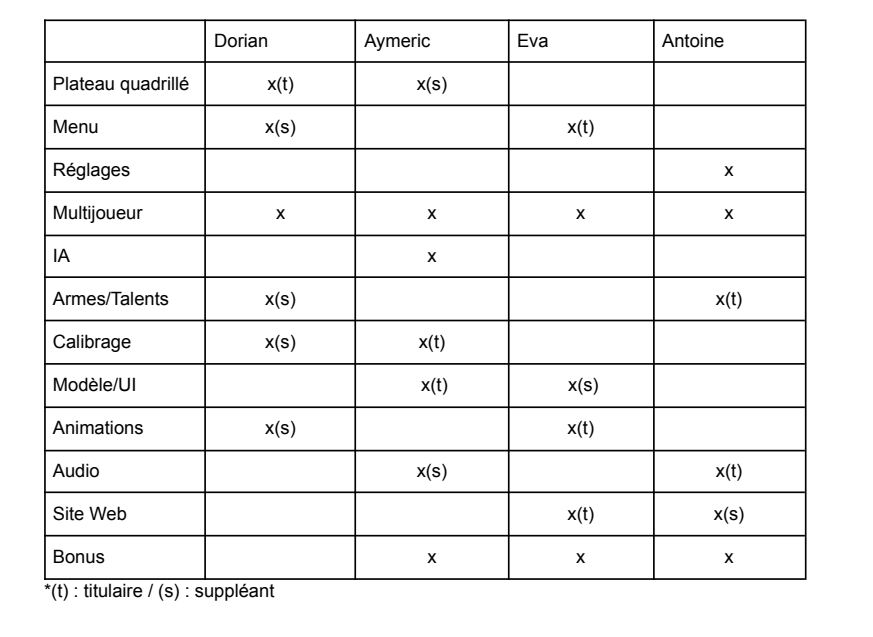 Dorian Aymeric Eva Antoine
Plateau quadrillé x(t) x(s)
Menu x(s) x(t)
Réglages x
Multijoueur x x x x
IA x
Armes/Talents x(s) x(t)
Calibrage x(s) x(t)
Modèle/UI x(t) x(s)
Animations x(s) x(t)
Audio x(s) x(t)
Site Web x(t) x(s)
Bonus x x x
*(t) : titulaire / (s) : suppléant